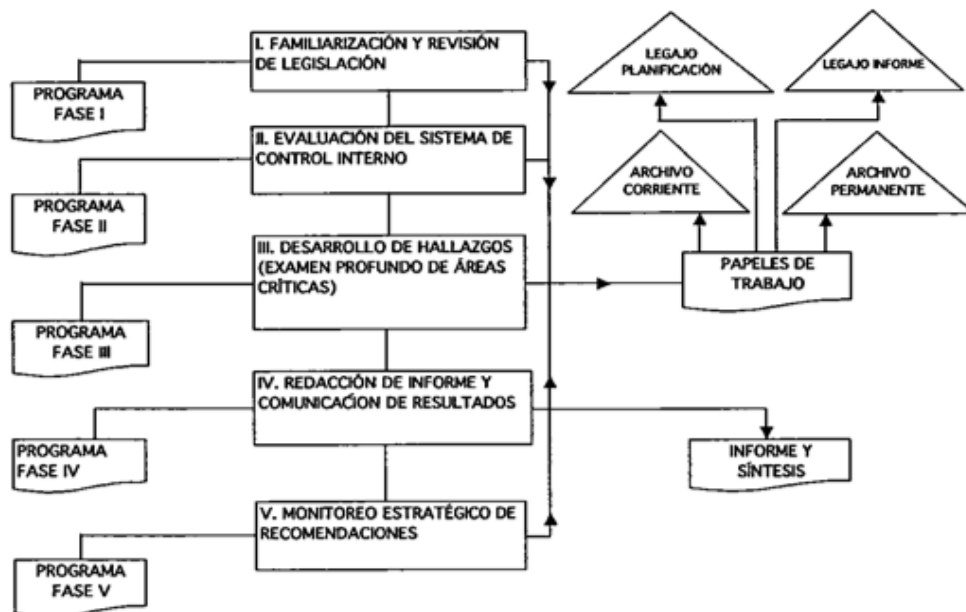 I. FAMILIARIZACIÓN Y REVISIÓN
DE LEGISLACIÓN
PROGRAMA
FASE I
II. EVALUACIÓN DEL SISTEMA DE
CONTROL INTERNO
PROGRAMA
FASE II
III. DESARROLLO DE HALLAZGOS
(EXAMEN PROFUNDO DE ÁREAS
CRÍTICAS)
PROGRAMA
FASE III
IV. REDACCIÓN DE INFORME Y
COMUNICACÍON DE RESULTADOS
PROGRAMA
FASE IV
V. MONITOREO ESTRATÉGICO DE
RECOMENDACIONES
PROGRAMA
FASE V
LEGAJO
PLANIFICACIÓN
LEGAJO INFORME
ARCHIVO
CORRIENTE
ARCHIVO
PERMANENTE
PAPELES DE
TRABAJO
INFORME Y
SÍNTESIS